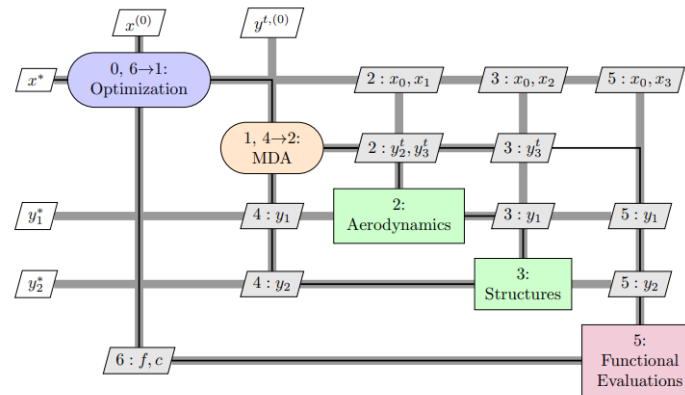 x^{(0)}
y^{t,(0)}
x^*
0, 6→1:
Optimization
2 : x_0, x_1
3 : x_0, x_2
5 : x_0, x_3
1, 4→2:
MDA
2 : y_2^t, y_3^t
3 : y_3^t
y_1^*
4 : y_1
2:
Aerodynamics
3 : y_1
5 : y_1
y_2^*
4 : y_2
3:
Structures
5 : y_2
6 : f, c
5:
Functional
Evaluations